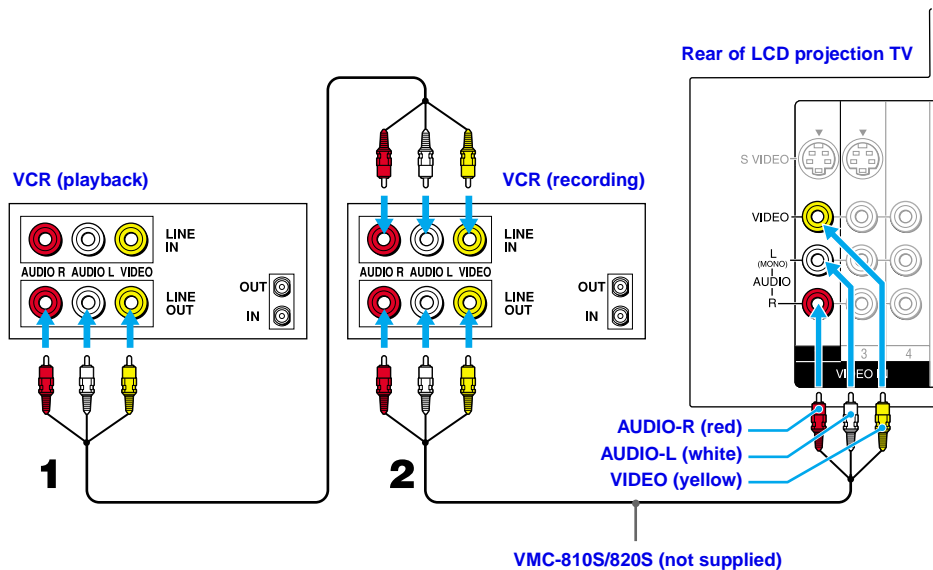 Rear of LCD projection TV
S VIDEO
VCR (playback)
VCR (recording)
VIDEO
LINE
IN
LINE
IN
L
(MONO)
AUDIO
R
AUDIO R AUDIO L VIDEO
AUDIO R AUDIO L VIDEO
OUT
OUT
LINE
OUT
LINE
OUT
IN
IN
3
4
VIDEO IN
AUDIO-R (red)
AUDIO-L (white)
VIDEO (yellow)
1
2
VMC-810S/820S (not supplied)